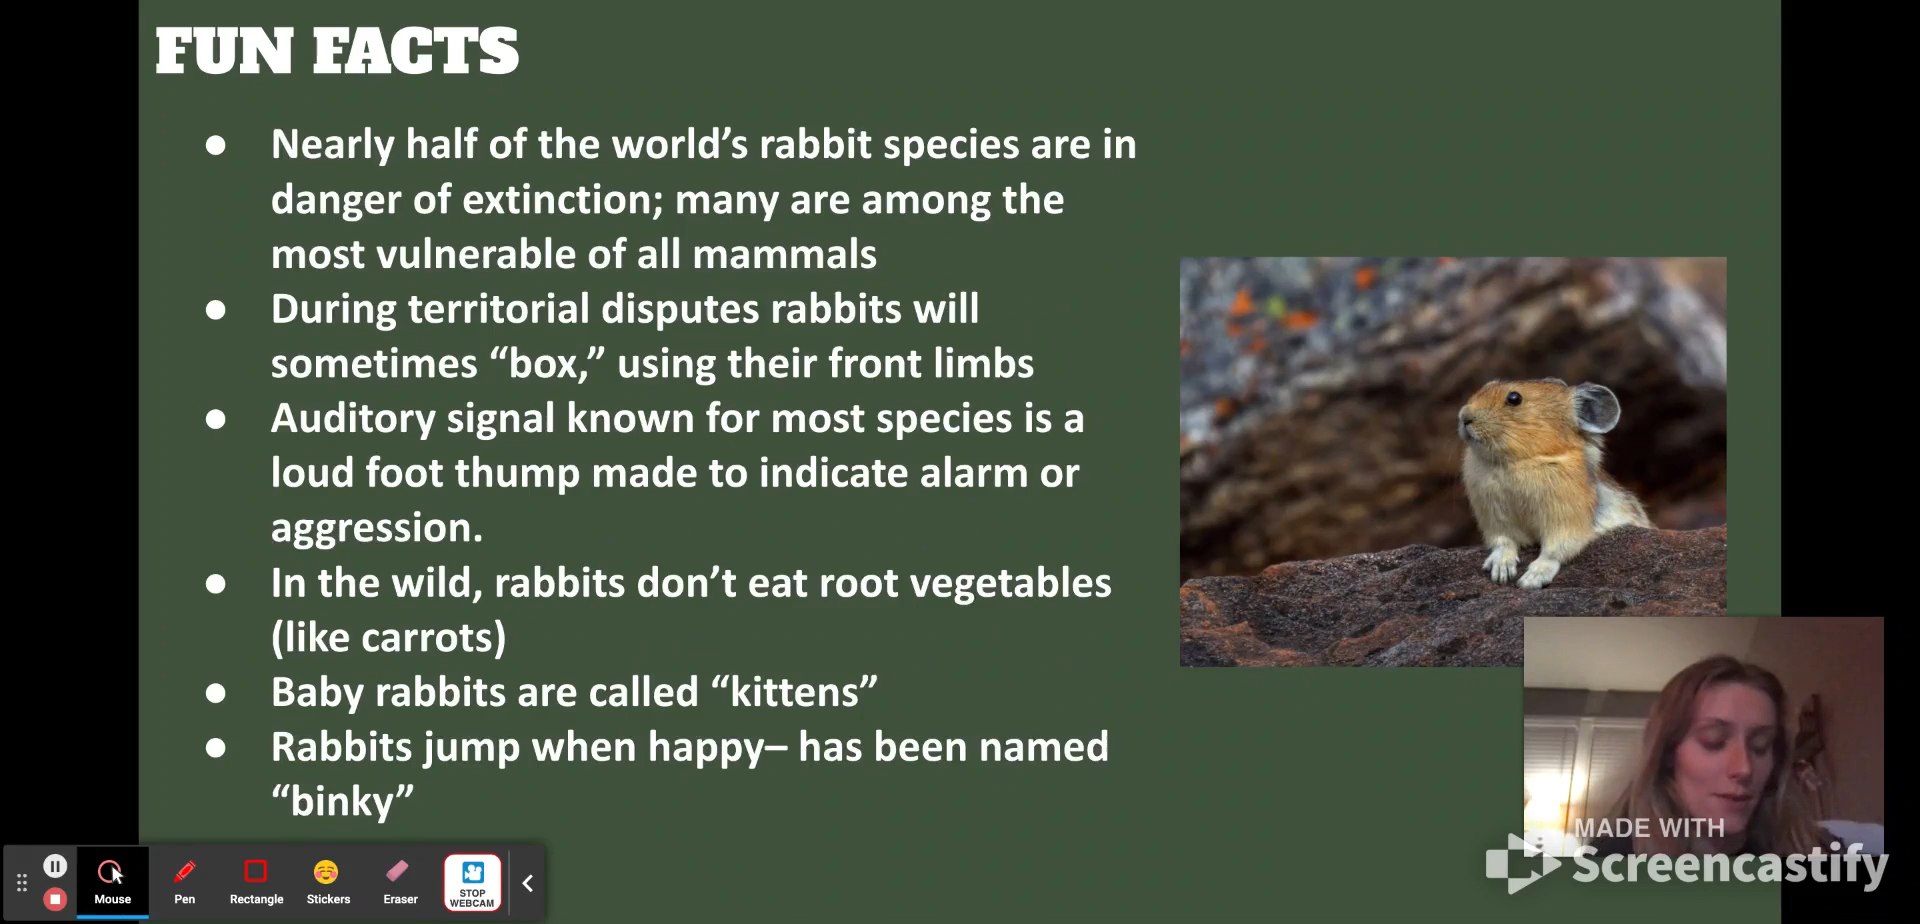 FUN FACTS
● Nearly half of the world’s rabbit species are in
danger of extinction; many are among the
most vulnerable of all mammals
● During territorial disputes rabbits will
sometimes “box,” using their front limbs
● Auditory signal known for most species is a
loud foot thump made to indicate alarm or
aggression.
● In the wild, rabbits don’t eat root vegetables
(like carrots)
● Baby rabbits are called “kittens”
● Rabbits jump when happy– has been named
“binky”
Mouse
Pen
Rectangle
Stickers
Eraser
STOP
WEBCAM
MADE WITH
Screencastify